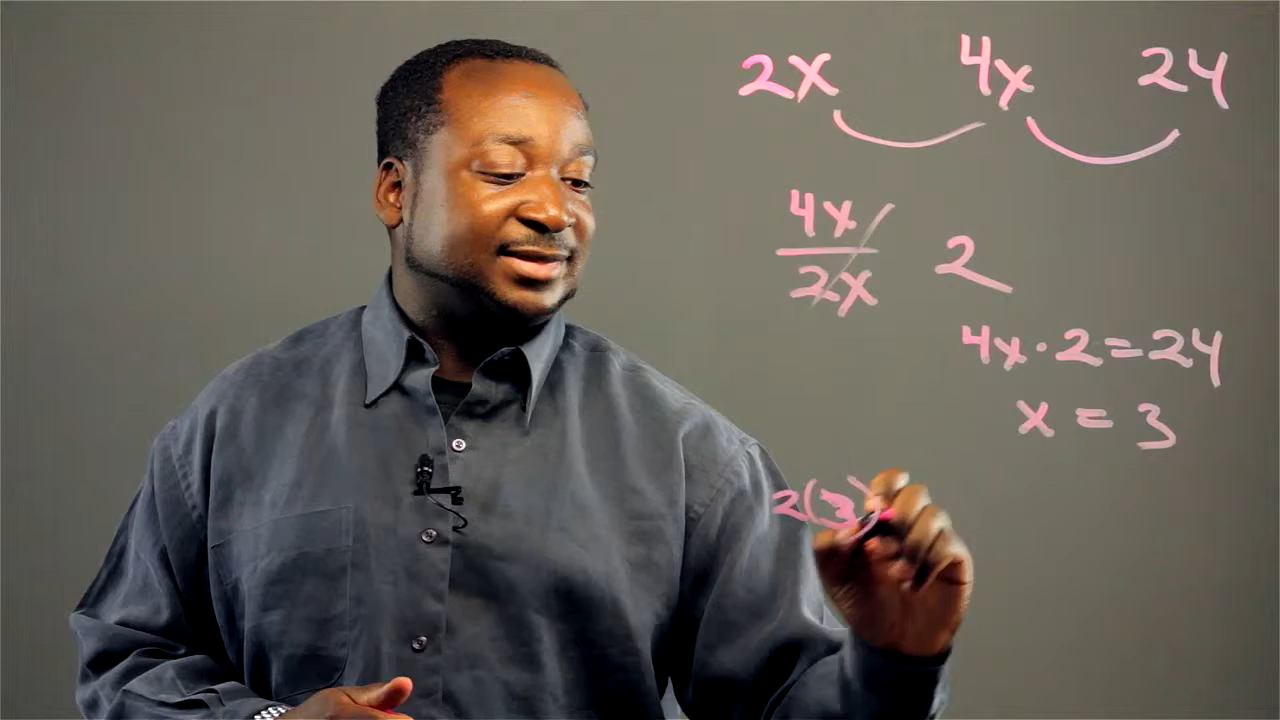 2x 4x 24
4x
2x
2
4x·2=24
x = 3
2(3)